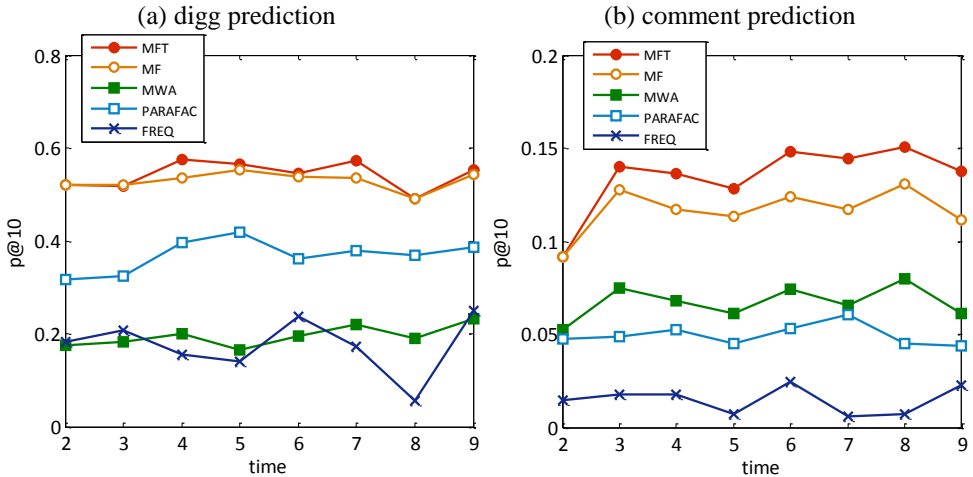 (a) digg prediction
0.8
MFT
MF
MWA
PARAFAC
FREQ
0.6
0.4
0.2
0
p@10
2 3 4 5 6 7 8 9
time
(b) comment prediction
0.2
MFT
MF
MWA
PARAFAC
FREQ
0.15
0.1
0.05
0
p@10
2 3 4 5 6 7 8 9
time